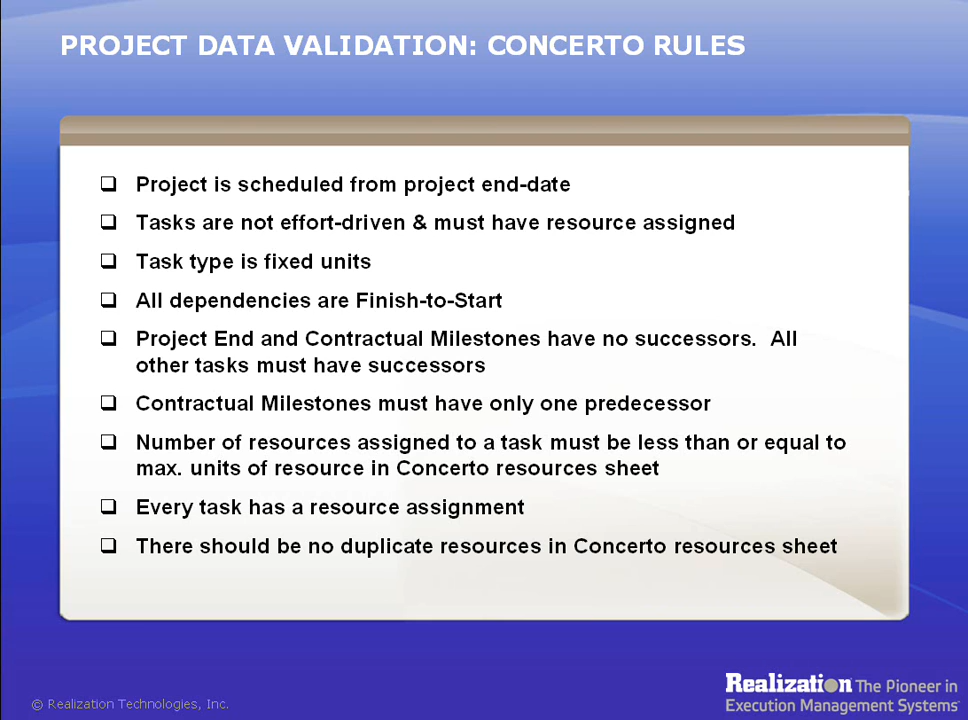 PROJECT DATA VALIDATION: CONCERTO RULES
❑ Project is scheduled from project end-date
❑ Tasks are not effort-driven & must have resource assigned
❑ Task type is fixed units
❑ All dependencies are Finish-to-Start
❑ Project End and Contractual Milestones have no successors.  All
other tasks must have successors
❑ Contractual Milestones must have only one predecessor
❑ Number of resources assigned to a task must be less than or equal to
max. units of resource in Concerto resources sheet
❑ Every task has a resource assignment
❑ There should be no duplicate resources in Concerto resources sheet
© Realization Technologies, Inc.
Realization® The Pioneer in
Execution Management Systems℠